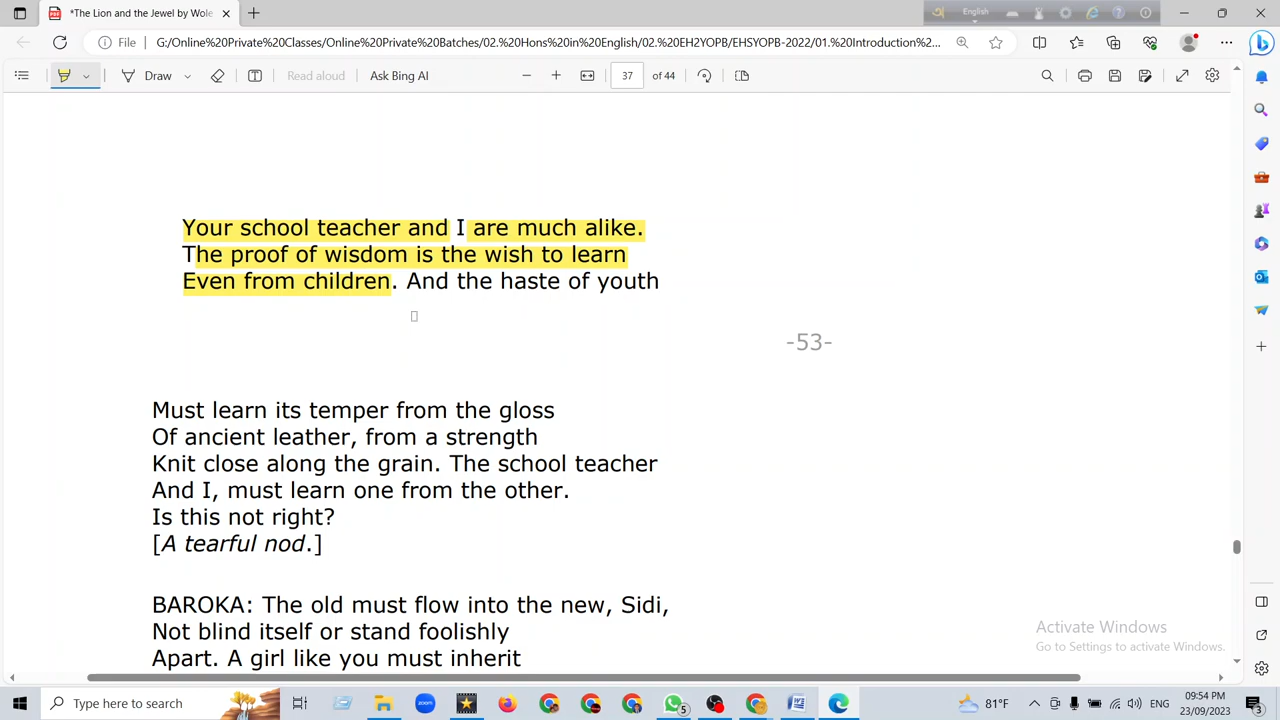 *The Lion and the Jewel by Wole
English
File
G:/Online%20Private%20Classes/Online%20Private%20Batches/02.%20Hons%20in%20English/02.%20EH2YOPB/EHSYOPB-2022/01.%20Introduction%...
Draw
Read aloud
Ask Bing AI
37
of 44
Your school teacher and I are much alike.
The proof of wisdom is the wish to learn
Even from children. And the haste of youth
-53-
Must learn its temper from the gloss
Of ancient leather, from a strength
Knit close along the grain. The school teacher
And I, must learn one from the other.
Is this not right?
[A tearful nod.]
BAROKA: The old must flow into the new, Sidi,
Not blind itself or stand foolishly
Apart. A girl like you must inherit
Activate Windows
Go to Settings to activate Windows.
Type here to search
zoom
5
81°F
ENG
09:54 PM
23/09/2023
3